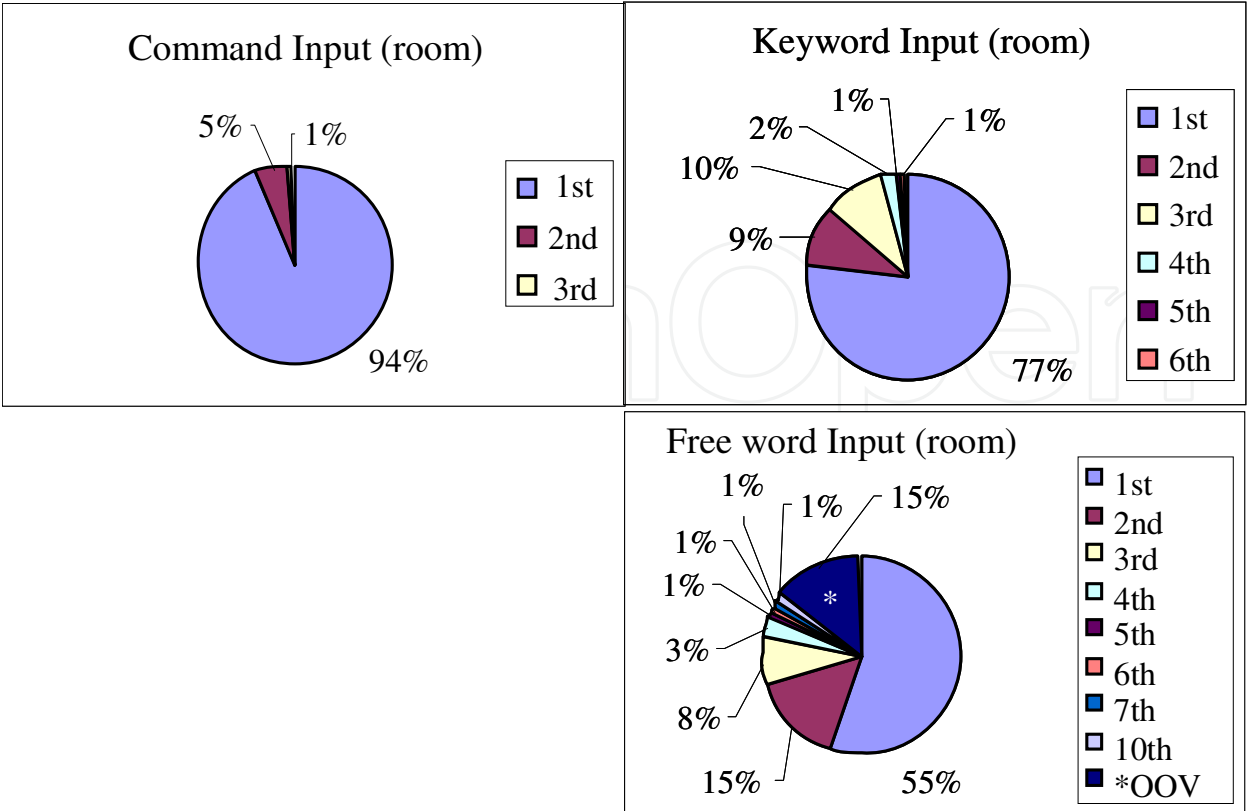 Command Input (room)
5%
1%
94%
1st
2nd
3rd
Keyword Input (room)
1%
1%
2%
10%
9%
77%
1st
2nd
3rd
4th
5th
6th
Free word Input (room)
1%
1%
15%
1%
1%
3%
8%
15%
55%
*
1st
2nd
3rd
4th
5th
6th
7th
10th
*OOV